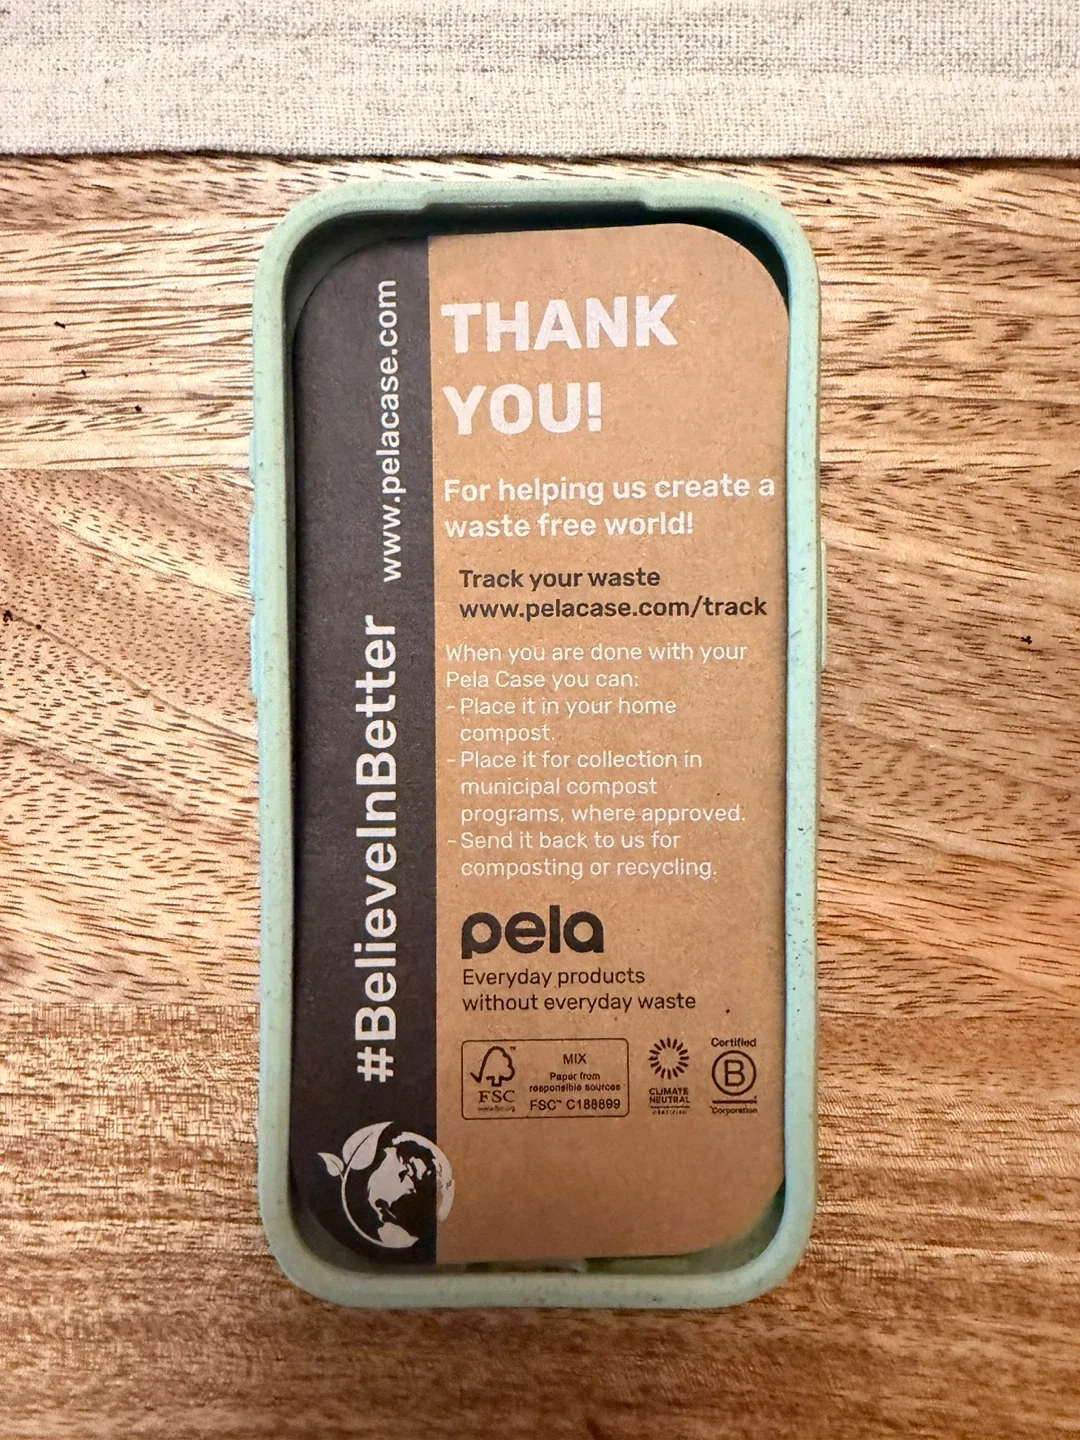 www.pelacase.com
#BelieveInBetter
THANK
YOU!
For helping us create a
waste free world!
Track your waste
www.pelacase.com/track
When you are done with your
Pela Case you can:
- Place it in your home
compost.
- Place it for collection in
municipal compost
programs, where approved.
- Send it back to us for
composting or recycling.
pela
Everyday products
without everyday waste
FSC
www.fsc.org
MIX
Paper from
responsible sources
FSC™ C188899
CLIMATE
NEUTRAL
Certified
B
Corporation